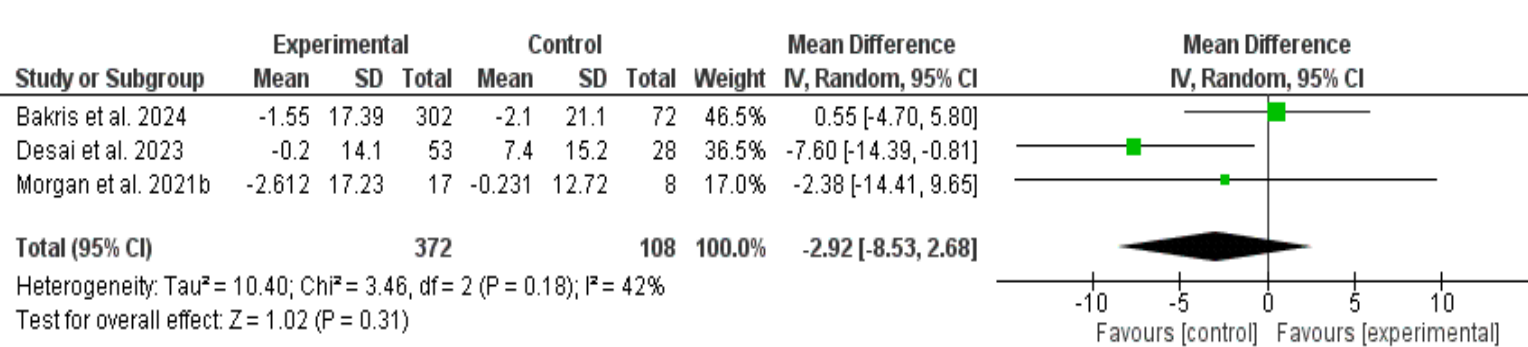 Experimental Control Mean Difference Mean Difference
Study or Subgroup Mean SD Total Mean SD Total Weight IV, Random, 95% CI IV, Random, 95% CI
Bakris et al. 2024 -1.55 17.39 302 -2.1 21.1 72 46.5% 0.55 [-4.70, 5.80]
Desai et al. 2023 -0.2 14.1 53 7.4 15.2 28 36.5% -7.60 [-14.39, -0.81]
Morgan et al. 2021b -2.612 17.23 17 -0.231 12.72 8 17.0% -2.38 [-14.41, 9.65]
Total (95% CI) 372 108 100.0% -2.92 [-8.53, 2.68]
Heterogeneity: Tau² = 10.40; Chi² = 3.46, df = 2 (P = 0.18); I² = 42%
Test for overall effect: Z = 1.02 (P = 0.31)
-10 -5 0 5 10
Favours [control] Favours [experimental]